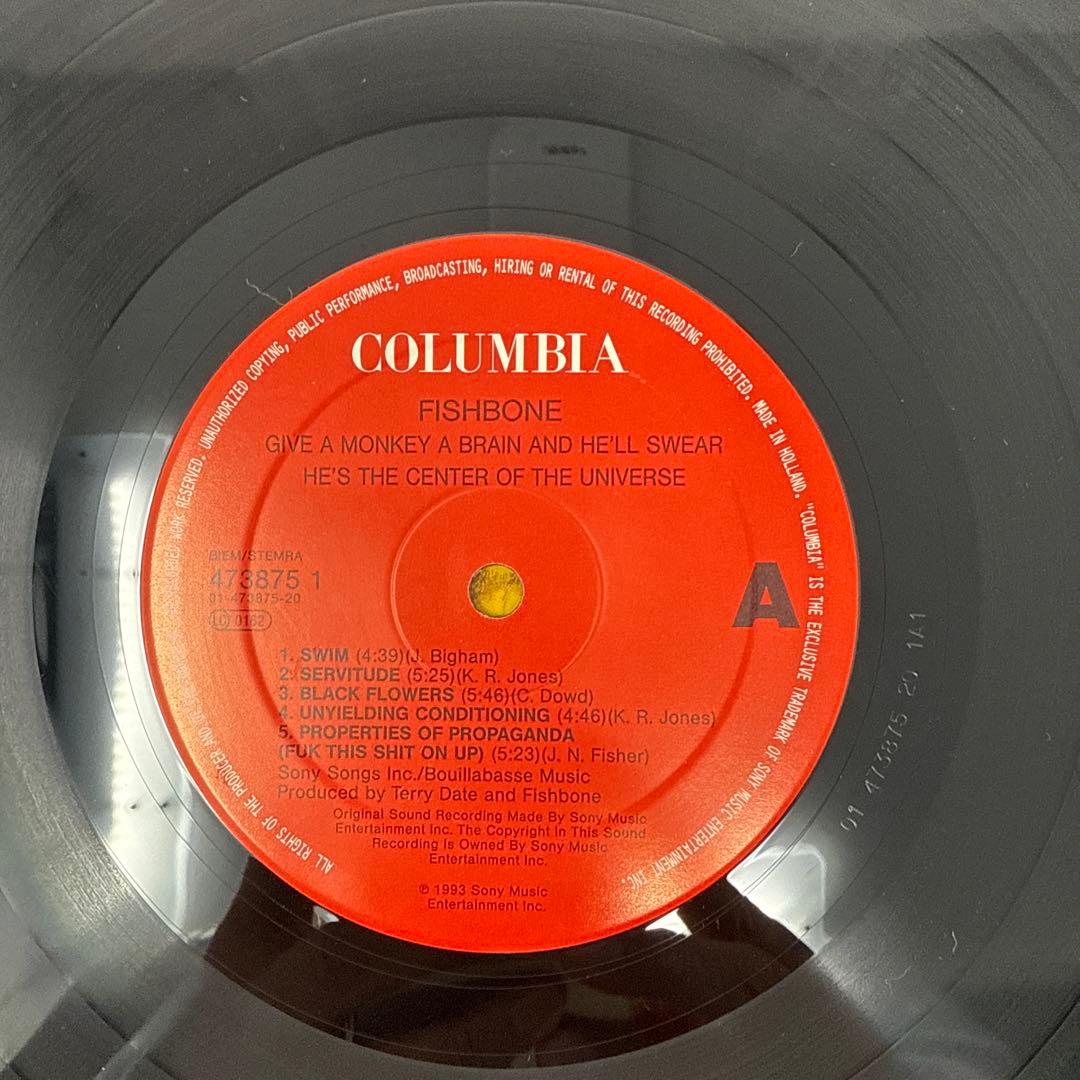 COLUMBIA
FISHBONE
GIVE A MONKEY A BRAIN AND HE'LL SWEAR
HE'S THE CENTER OF THE UNIVERSE
BIEM/STEMRA
473875 1
01-473875-20
LC 0162
A
1. SWIM (4:39)(J. Bigham)
2. SERVITUDE (5:25)(K. R. Jones)
3. BLACK FLOWERS (5:46)(C. Dowd)
4. UNYIELDING CONDITIONING (4:46)(K. R. Jones)
5. PROPERTIES OF PROPAGANDA
(FUK THIS SHIT ON UP) (5:23)(J. N. Fisher)
Sony Songs Inc./Bouillabasse Music
Produced by Terry Date and Fishbone
Original Sound Recording Made By Sony Music
Entertainment Inc. The Copyright In This Sound
Recording Is Owned By Sony Music
Entertainment Inc.
℗ 1993 Sony Music
Entertainment Inc.
ALL RIGHTS OF THE PRODUCER AND WORK RESERVED. UNAUTHORIZED COPYING, PUBLIC PERFORMANCE, BROADCASTING, HIRING OR RENTAL OF THIS RECORDING PROHIBITED. MADE IN HOLLAND. "COLUMBIA" IS THE EXCLUSIVE TRADEMARK OF SONY MUSIC ENTERTAINMENT INC.
01 473875 20 1A1